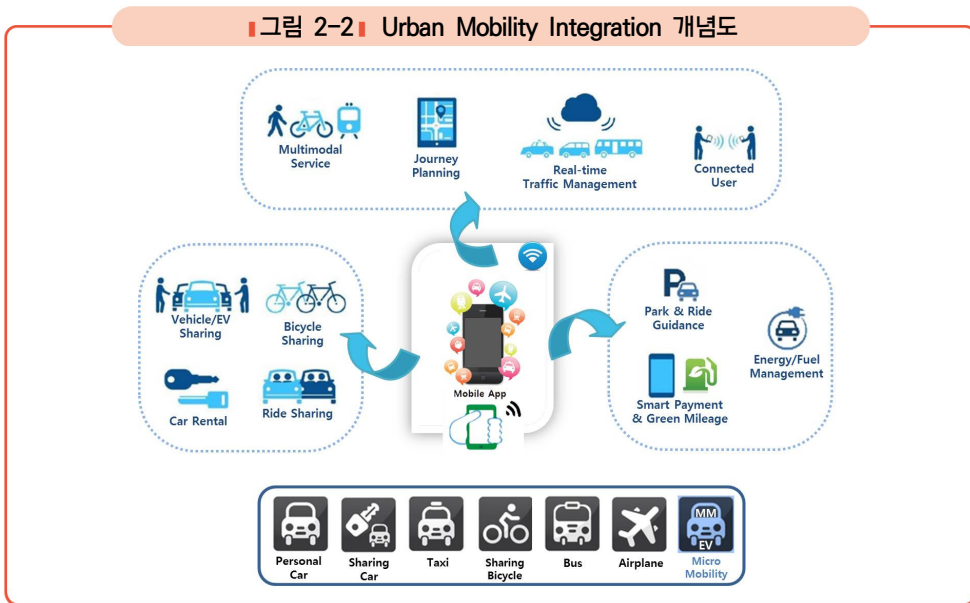 ▮그림 2-2▮ Urban Mobility Integration 개념도
Multimodal
Service
Journey
Planning
Real-time
Traffic Management
Connected
User
Vehicle/EV
Sharing
Bicycle
Sharing
Car Rental
Ride Sharing
Mobile App
Park & Ride
Guidance
Energy/Fuel
Management
Smart Payment
& Green Mileage
Personal
Car
Sharing
Car
Taxi
Sharing
Bicycle
Bus
Airplane
MM
EV
Micro
Mobility